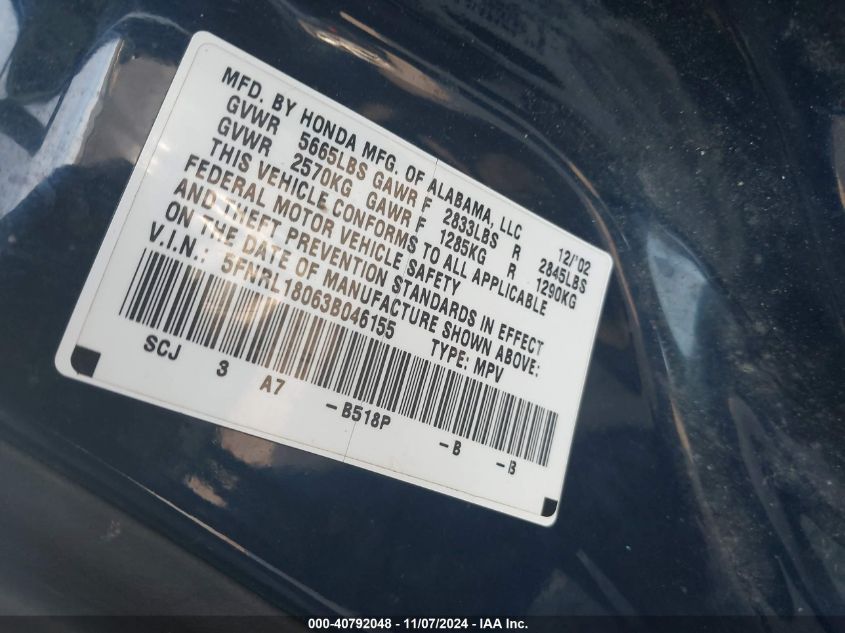 MFD. BY HONDA MFG. OF ALABAMA, LLC 12/'02
GVWR 5665LBS GAWR F 2833LBS R 2845LBS
GVWR 2570KG GAWR F 1285KG R 1290KG
THIS VEHICLE CONFORMS TO ALL APPLICABLE
FEDERAL MOTOR VEHICLE SAFETY
AND THEFT PREVENTION STANDARDS IN EFFECT
ON THE DATE OF MANUFACTURE SHOWN ABOVE:
V.I.N.: 5FNRL18063B046155 TYPE: MPV
SCJ 3 A7 -B518P -B -B
000-40792048 - 11/07/2024 - IAA Inc.